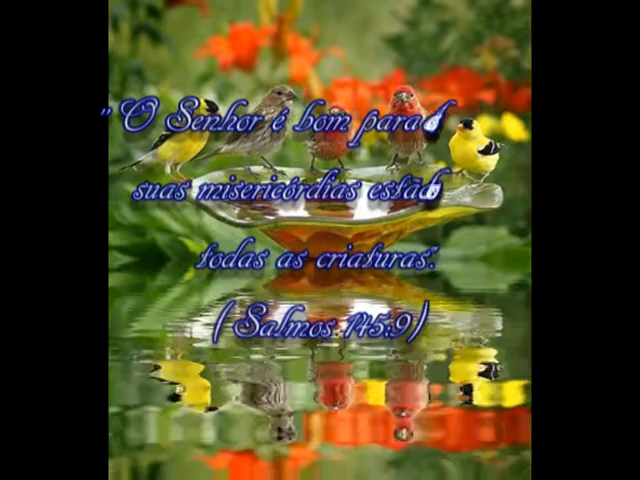 "O Senhor é bom para
suas misericórdias estão
todas as criaturas".
(Salmos 145:9)